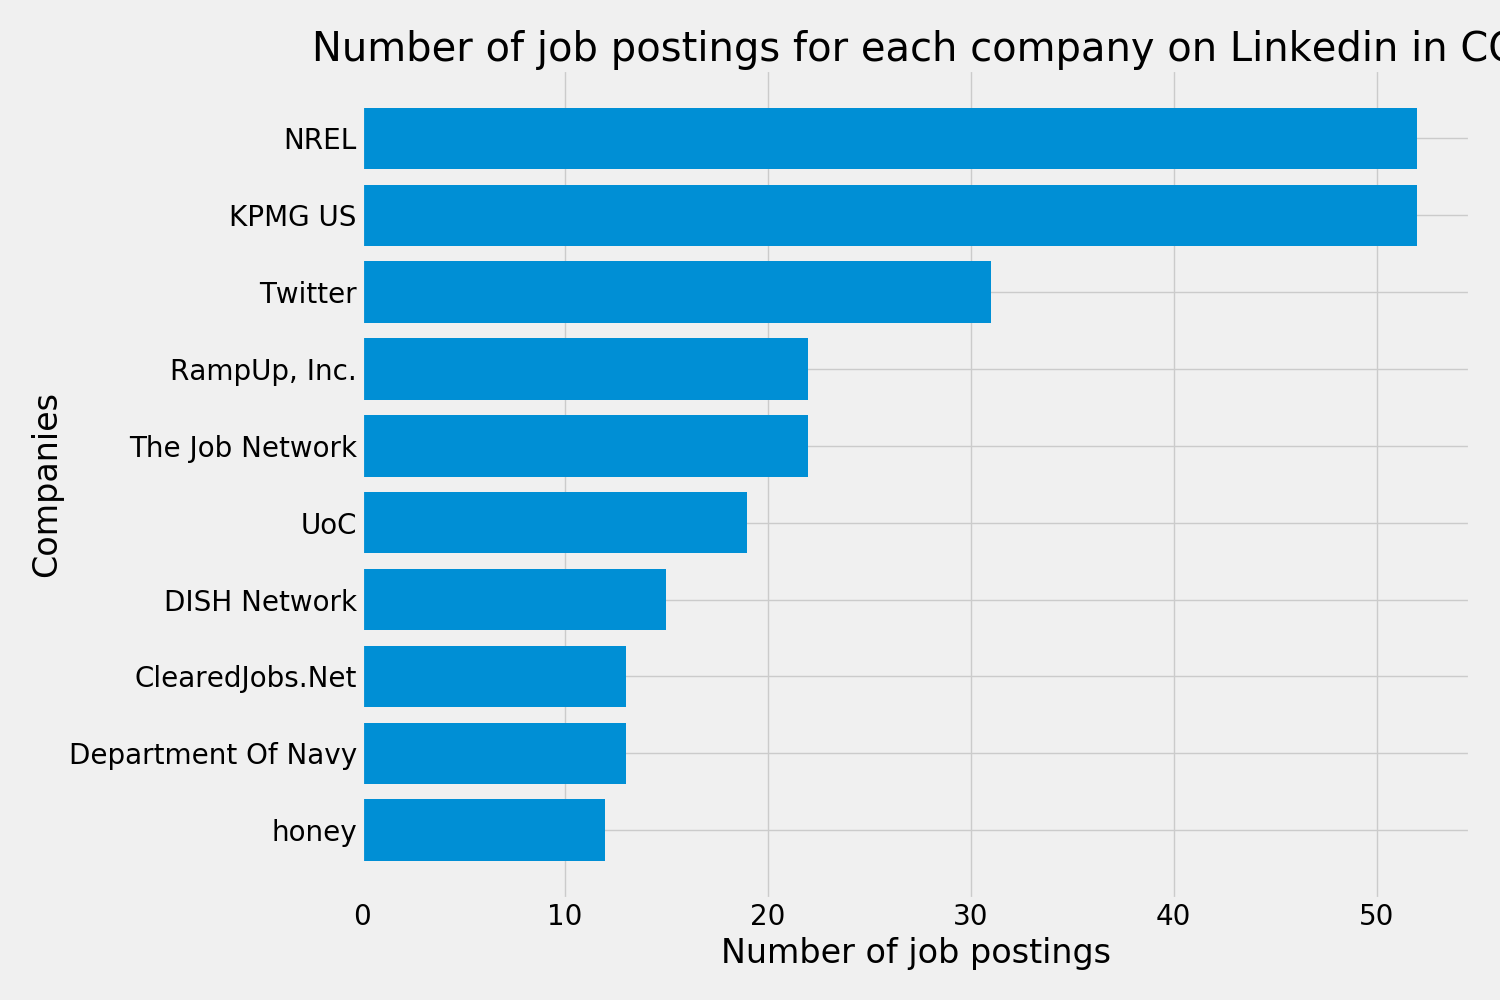 Number of job postings for each company on Linkedin in CO
NREL
KPMG US
Twitter
RampUp, Inc.
The Job Network
UoC
DISH Network
ClearedJobs.Net
Department Of Navy
honey
Companies
0 10 20 30 40 50
Number of job postings